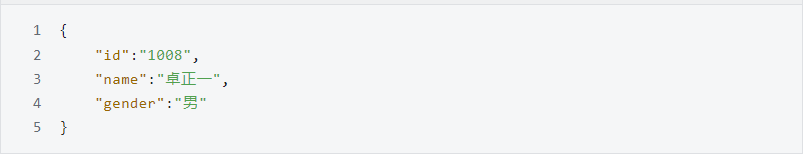 1 {
2     "id":"1008",
3     "name":"卓正一",
4     "gender":"男"
5 }